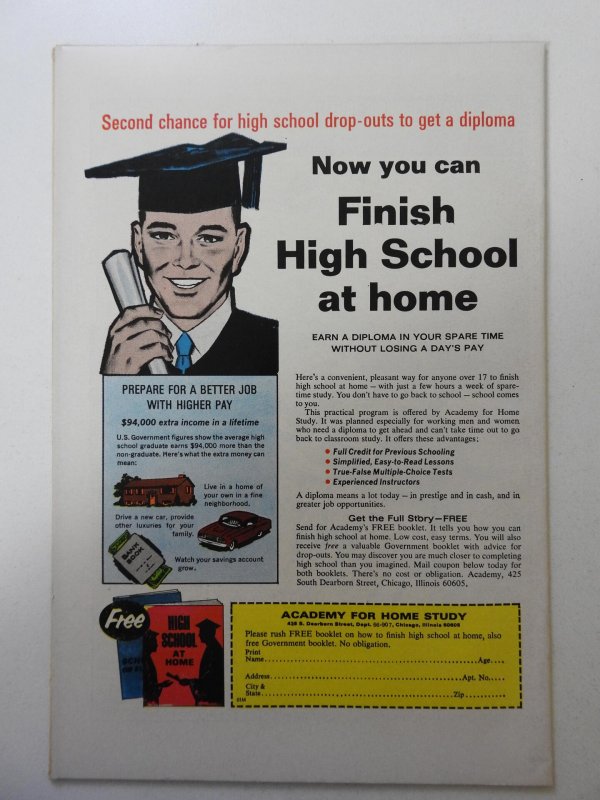 Second chance for high school drop-outs to get a diploma
Now you can
Finish
High School
at home
EARN A DIPLOMA IN YOUR SPARE TIME
WITHOUT LOSING A DAY'S PAY
PREPARE FOR A BETTER JOB
WITH HIGHER PAY
$94,000 extra income in a lifetime
U.S. Government figures show the average high
school graduate earns $94,000 more than the
non-graduate. Here's what the extra money can
mean:
Live in a home of
your own in a fine
neighborhood.
Drive a new car, provide
other luxuries for your
family.
BANK
BOOK
Watch your savings account
grow.
Here's a convenient, pleasant way for anyone over 17 to finish
high school at home — with just a few hours a week of spare-
time study. You don't have to go back to school — school comes
to you.
This practical program is offered by Academy for Home
Study. It was planned especially for working men and women
who need a diploma to get ahead and can't take time out to go
back to classroom study. It offers these advantages:
• Full Credit for Previous Schooling
• Simplified, Easy-to-Read Lessons
• True-False Multiple-Choice Tests
• Experienced Instructors
A diploma means a lot today — in prestige and in cash, and in
greater job opportunities.
Get the Full Story—FREE
Send for Academy's FREE booklet. It tells you how you can
finish high school at home. Low cost, easy terms. You will also
receive free a valuable Government booklet with advice for
drop-outs. You may discover you are much closer to completing
high school than you imagined. Mail coupon below today for
both booklets. There's no cost or obligation. Academy, 425
South Dearborn Street, Chicago, Illinois 60605.
Free
HIGH
SCHOOL
AT
HOME
ACADEMY FOR HOME STUDY
425 S. Dearborn Street, Dept. 50-907, Chicago, Illinois 60605
Please rush FREE booklet on how to finish high school at home, also
free Government booklet. No obligation.
Print
Name Age
Address Apt. No.
City &
State Zip